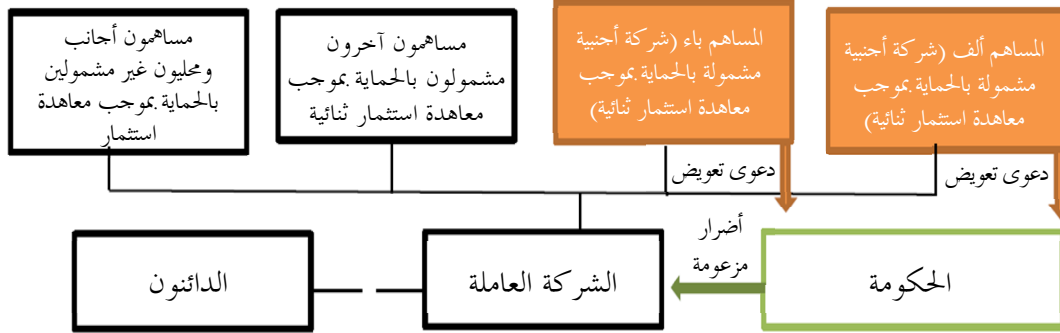 المساهم ألف (شركة أجنبية
مشمولة بالحماية بموجب
معاهدة استثمار ثنائية)
المساهم باء (شركة أجنبية
مشمولة بالحماية بموجب
معاهدة استثمار ثنائية)
مساهمون آخرون
مشمولون بالحماية بموجب
معاهدة استثمار ثنائية
مساهمون أجانب
ومحليون غير مشمولين
بالحماية بموجب معاهدة
استثمار
دعوى تعويض
دعوى تعويض
الحكومة
أضرار
مزعومة
الشركة العاملة
الدائنون